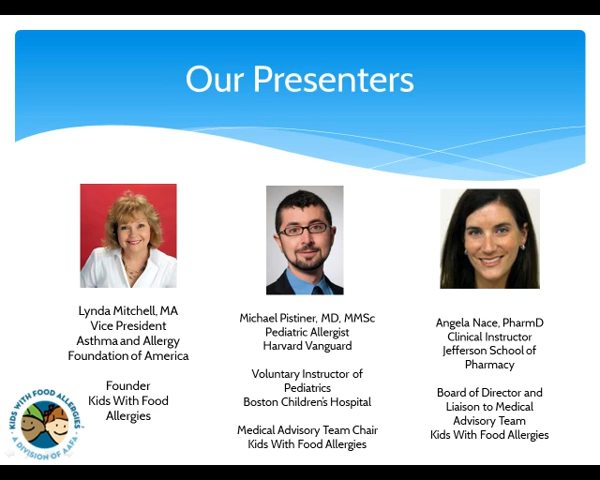 Our Presenters
Lynda Mitchell, MA
Vice President
Asthma and Allergy
Foundation of America
Founder
Kids With Food
Allergies
Michael Pistiner, MD, MMSc
Pediatric Allergist
Harvard Vanguard
Voluntary Instructor of
Pediatrics
Boston Children's Hospital
Medical Advisory Team Chair
Kids With Food Allergies
Angela Nace, PharmD
Clinical Instructor
Jefferson School of
Pharmacy
Board of Director and
Liaison to Medical
Advisory Team
Kids With Food Allergies
KIDS WITH FOOD ALLERGIES
A DIVISION OF AAFA